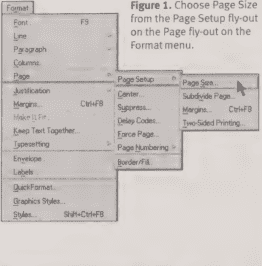 Format
Font... F9
Line
Paragraph
Columns...
Page
Justification
Margins... Ctrl+F8
Make It Fit...
Keep Text Together...
Typesetting
Envelope
Labels...
QuickFormat...
Graphics Styles...
Styles... Shift+Ctrl+F8
Page Setup
Center...
Suppress...
Delay Codes...
Force Page...
Page Numbering
Border/Fill...
Page Size...
Subdivide Page...
Margins... Ctrl+F8
Two-Sided Printing...
Figure 1. Choose Page Size
from the Page Setup fly-out
on the Page fly-out on the
Format menu.